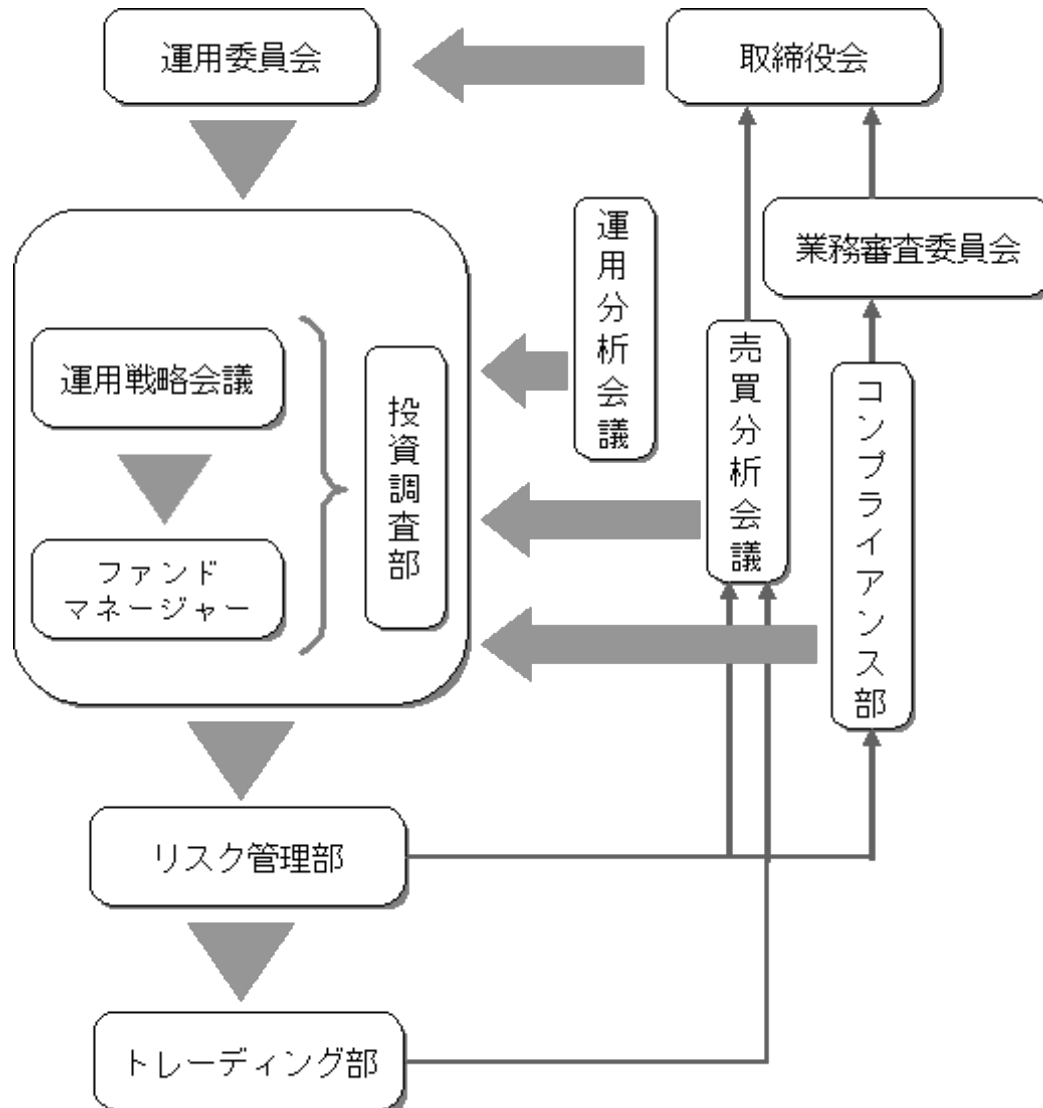 運用委員会
取締役会
運用分析会議
業務審査委員会
売買分析会議
運用戦略会議
投資調査部
コンプライアンス部
ファンド
マネージャー
リスク管理部
トレーディング部